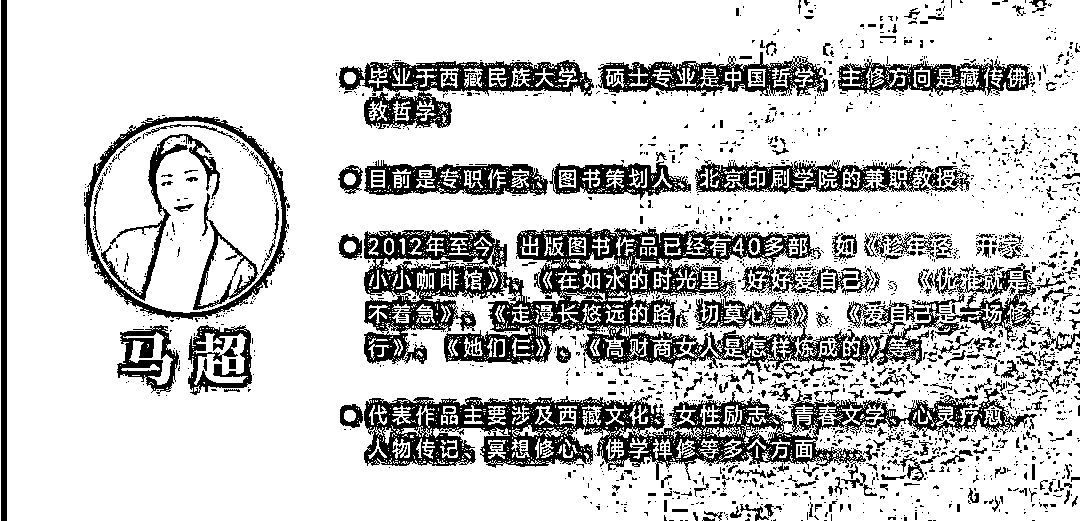 毕业于西藏民族大学，硕士专业是中国哲学，主修方向是藏传佛
教哲学；
目前是专职作家、图书策划人、北京印刷学院的兼职教授。
2012年至今，出版图书作品已经有40多部，如《趁年轻，开家
小小咖啡馆》、《在如水的时光里，好好爱自己》、《优雅就是
不着急》、《走漫长悠远的路，切莫心急》、《爱自己是一场修
行》、《她们仨》、《高财商女人是怎样炼成的》等；
代表作品主要涉及西藏文化、女性励志、青春文学、心灵疗愈、
人物传记、冥想修心、佛学禅修等多个方面……
马超